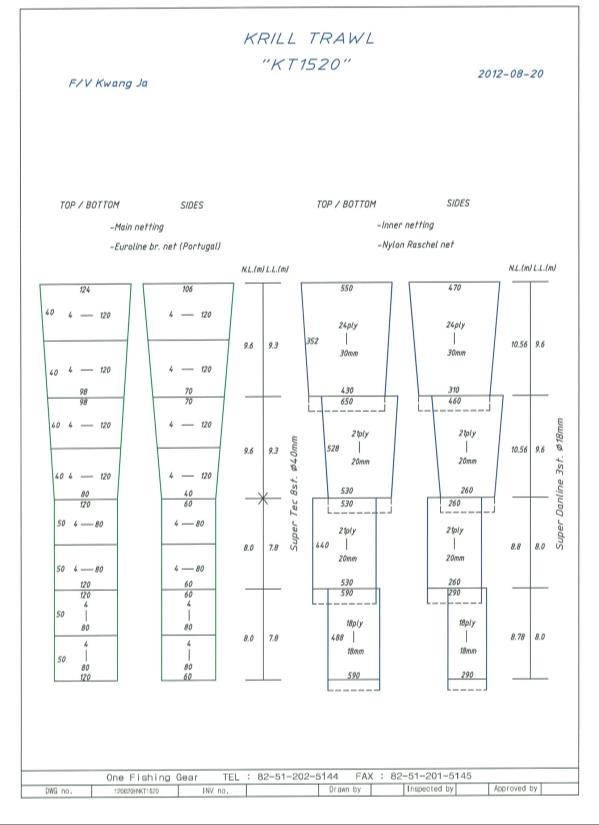 KRILL TRAWL
"KT1520"
F/V Kwang Ja
2012-08-20
TOP / BOTTOM SIDES TOP / BOTTOM SIDES
-Main netting -Inner netting
-Euroline br. net (Portugal) -Nylon Raschel net
N.L.(m) L.L.(m) N.L.(m) L.L.(m)
124 106 550 470
40 4 — 120 4 — 120 24ply 24ply
9.6 9.3 352 30mm 30mm 10.56 9.6
40 4 — 120 4 — 120
98 70 430 310
98 70 650 460
40 4 — 120 4 — 120 21ply 21ply
9.6 9.3 528 20mm 20mm 10.56 9.6
40 4 — 120 4 — 120
80 40 530 260
120 60 530 260
50 4 — 80 4 — 80 21ply 21ply
8.0 7.8 440 20mm 20mm 8.8 8.0
50 4 — 80 4 — 80
120 60 530 260
120 60 590 290
50 4 4 18ply 18ply
80 80 8.0 7.8 488 18mm 18mm 8.78 8.0
50 4 4
80 80
120 60 590 290
Super Tec 8st. Ø40mm
Super Danline 3st. Ø18mm
One Fishing Gear TEL : 82-51-202-5144 FAX : 82-51-201-5145
DWG no. INV no. Drawn by Inspected by Approved by